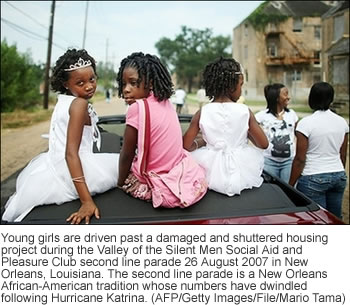 Young girls are driven past a damaged and shuttered housing
project during the Valley of the Silent Men Social Aid and
Pleasure Club second line parade 26 August 2007 in New
Orleans, Louisiana. The second line parade is a New Orleans
African-American tradition whose numbers have dwindled
following Hurricane Katrina. (AFP/Getty Images/File/Mario Tama)